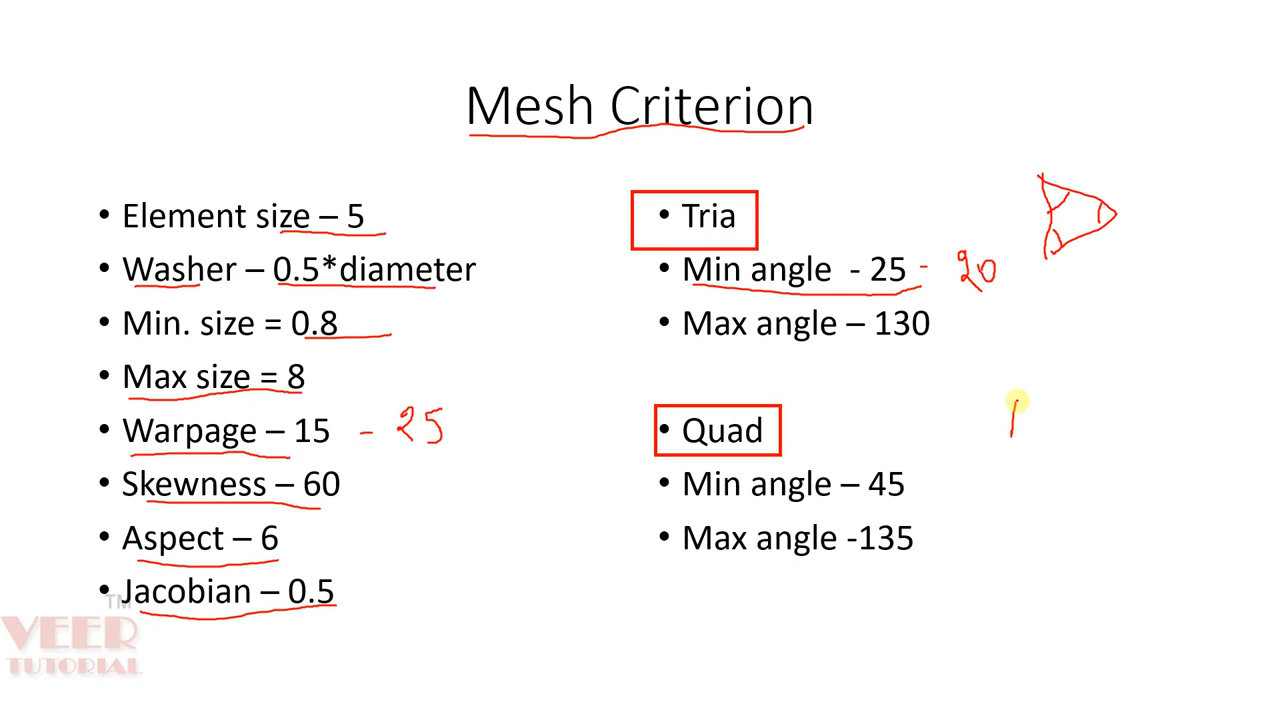 Mesh Criterion
• Element size – 5
• Washer – 0.5*diameter
• Min. size = 0.8
• Max size = 8
• Warpage – 15 - 25
• Skewness – 60
• Aspect – 6
• Jacobian – 0.5
• Tria
• Min angle - 25 - 20
• Max angle – 130
• Quad
• Min angle – 45
• Max angle -135
TM
VEER
TUTORIAL